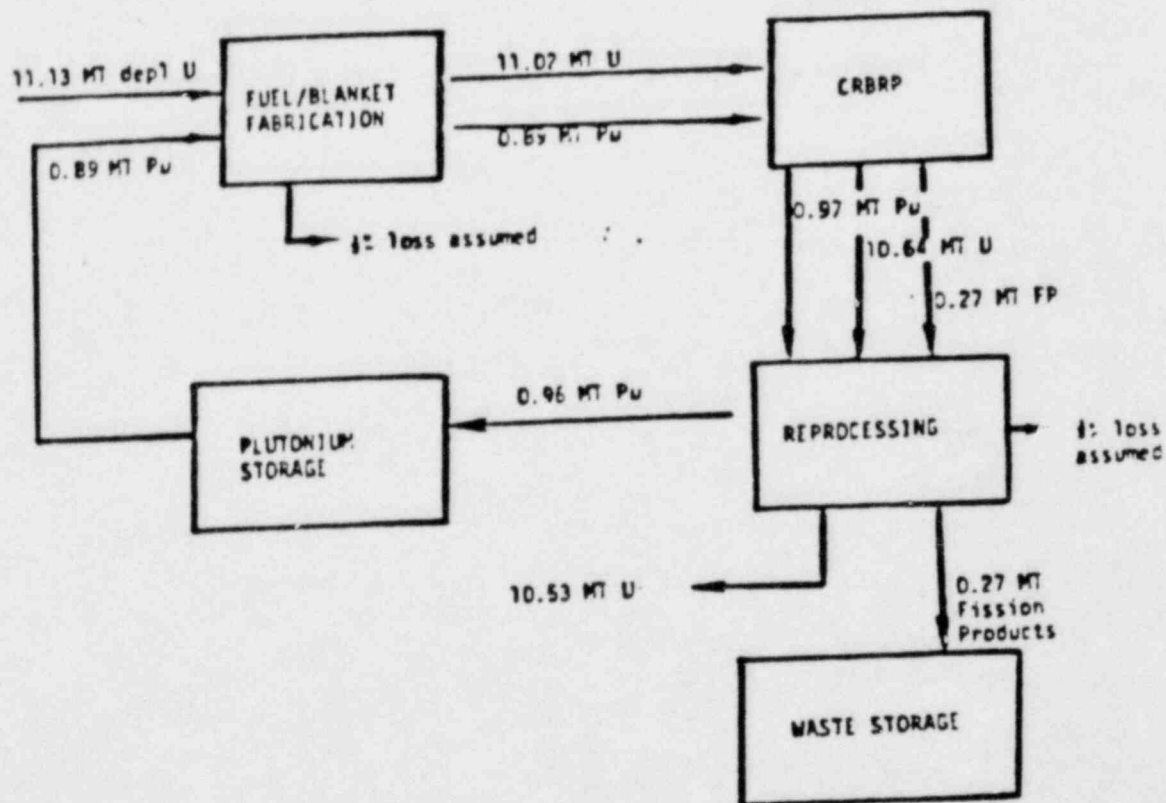 11.13 MT depl U
FUEL/BLANKET
FABRICATION
11.07 MT U
CRBRP
0.89 MT Pu
MT Pu
loss assumed
0.97 MT Pu
10.64 MT U
0.27 MT FP
0.96 MT Pu
PLUTONIUM
STORAGE
REPROCESSING
loss
assumed
10.53 MT U
0.27 MT
Fission
Products
WASTE STORAGE